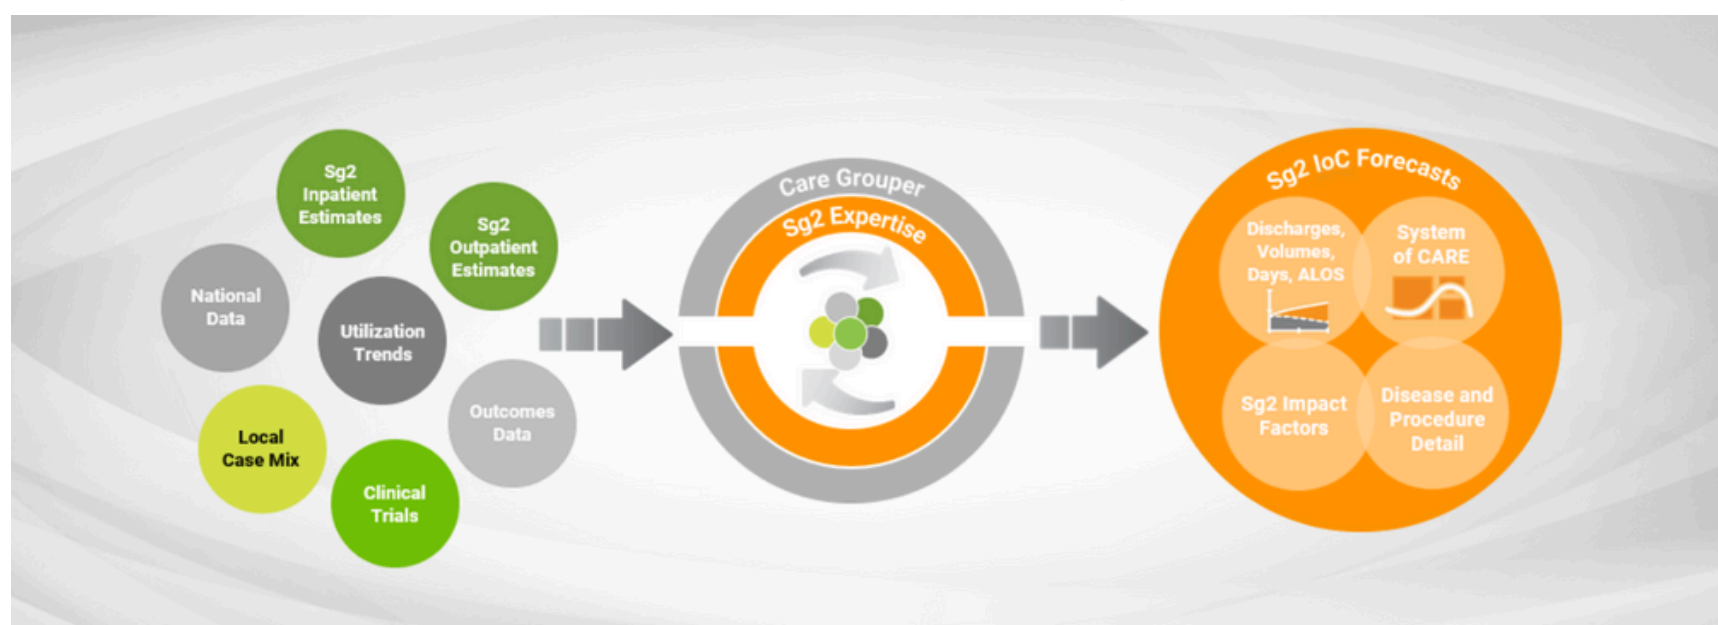 Sg2
Inpatient
Estimates
Sg2
Outpatient
Estimates
National
Data
Utilization
Trends
Outcomes
Data
Local
Case Mix
Clinical
Trials
Care Grouper
Sg2 Expertise
Sg2 IoC Forecasts
Discharges,
Volumes,
Days, ALOS
System
of CARE
Sg2 Impact
Factors
Disease and
Procedure
Detail